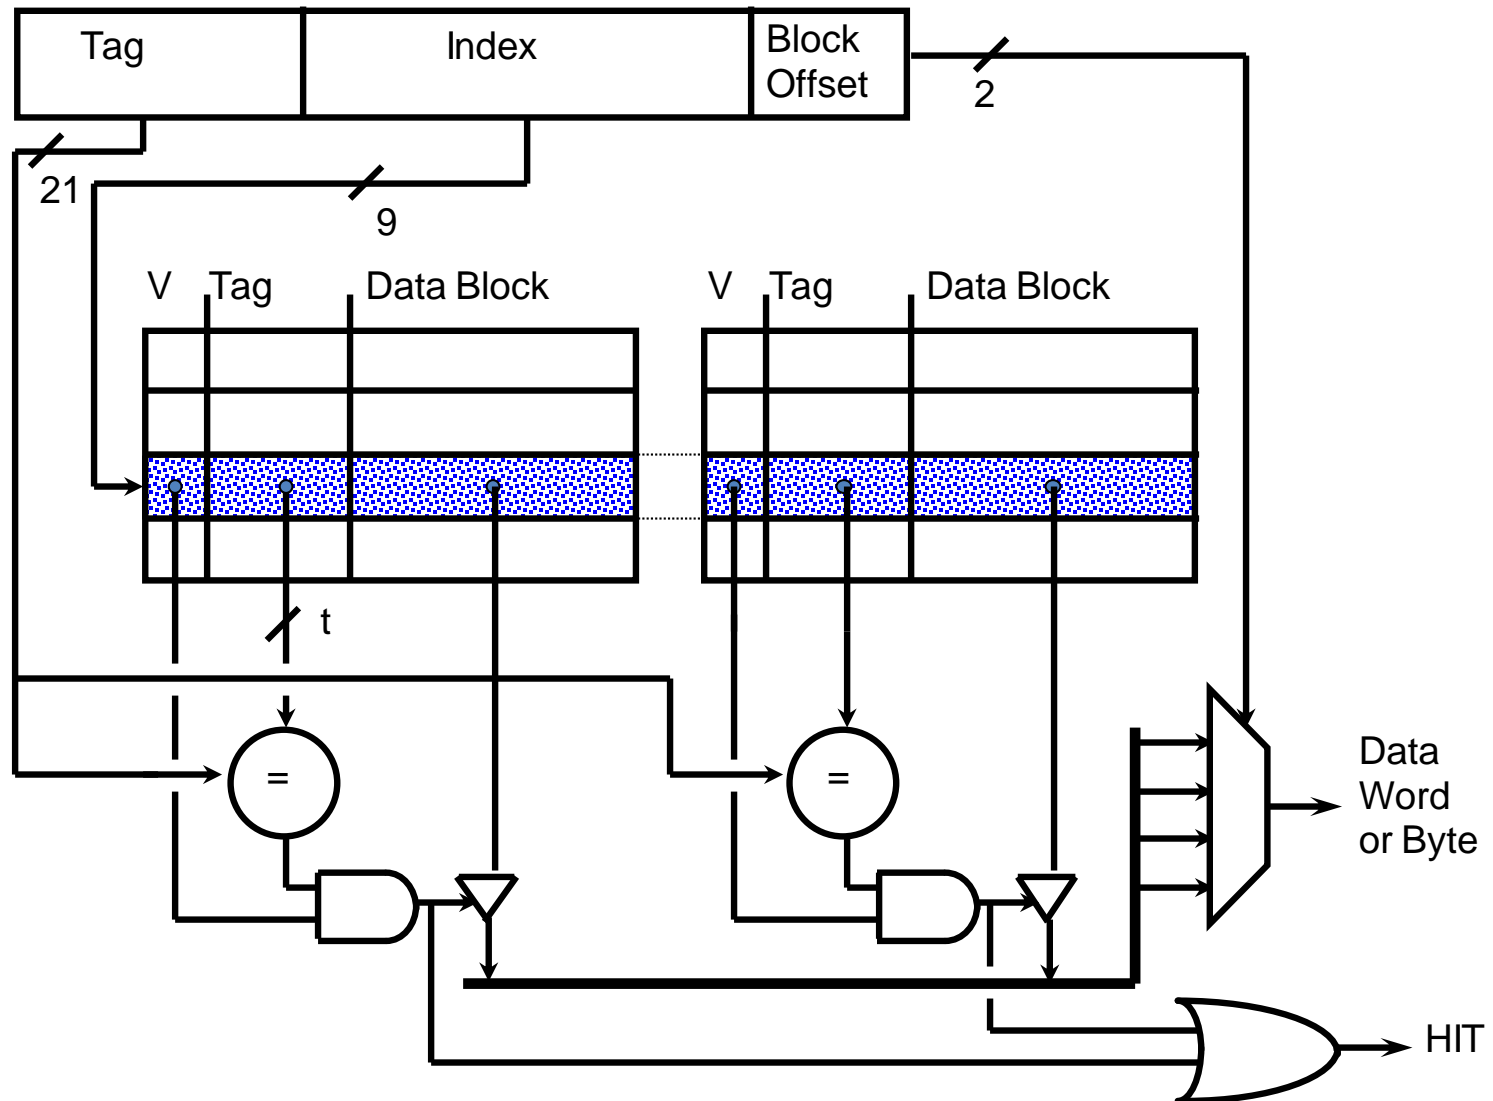 Tag
Index
Block
Offset
2
21
9
V Tag Data Block
V Tag Data Block
t
=
=
Data
Word
or Byte
HIT